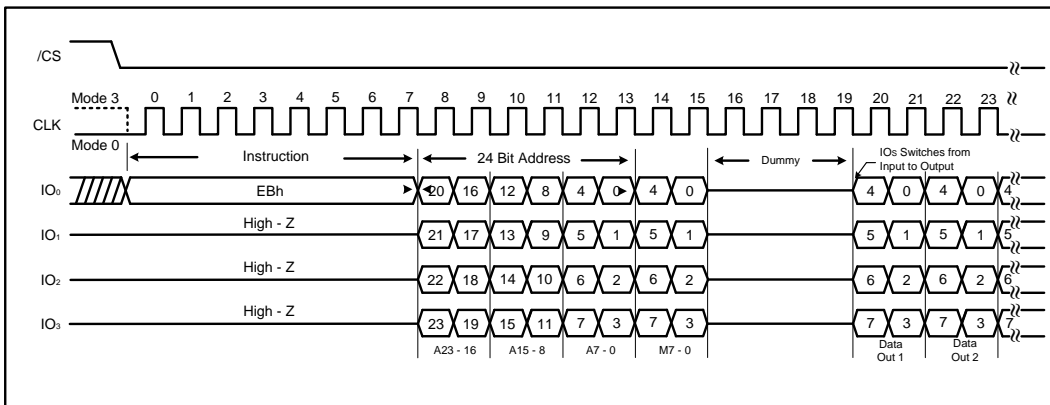 /CS
Mode 3 0 1 2 3 4 5 6 7 8 9 10 11 12 13 14 15 16 17 18 19 20 21 22 23
CLK
Mode 0
Instruction 24 Bit Address Dummy IOs Switches from
Input to Output
IO₀ EBh 20 16 12 8 4 0 4 0 4 0 4 0 4
High - Z
IO₁ 21 17 13 9 5 1 5 1 5 1 5 1 5
High - Z
IO₂ 22 18 14 10 6 2 6 2 6 2 6 2 6
High - Z
IO₃ 23 19 15 11 7 3 7 3 7 3 7 3 7
A23 - 16 A15 - 8 A7 - 0 M7 - 0 Data Data
Out 1 Out 2